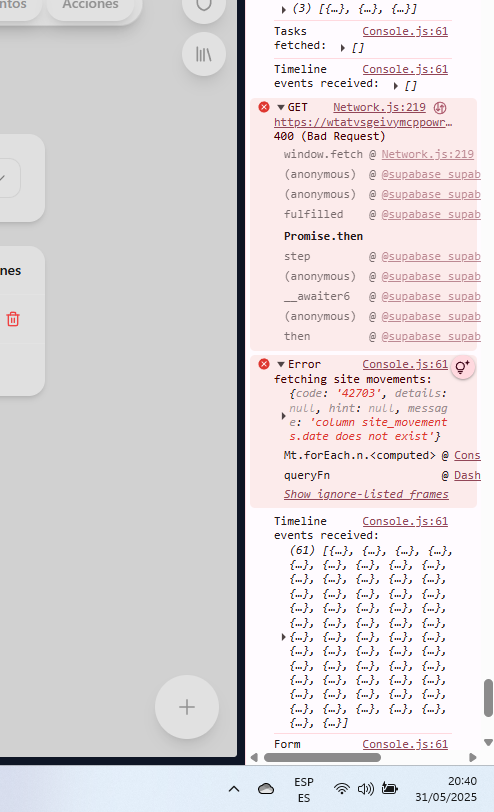 ntos
Acciones
nes
(3) [{…}, {…}, {…}]
Tasks fetched: Console.js:61
[]
Timeline events received: Console.js:61
[]
GET Network.js:219
https://wtatvsgeivymcppowr…
400 (Bad Request)
window.fetch @ Network.js:219
(anonymous) @ @supabase_supab
(anonymous) @ @supabase_supab
fulfilled @ @supabase_supab
Promise.then
step @ @supabase_supab
(anonymous) @ @supabase_supab
__awaiter6 @ @supabase_supab
(anonymous) @ @supabase_supab
then @ @supabase_supab
Error Console.js:61
fetching site movements:
{code: '42703', details:
null, hint: null, messag
e: 'column site_movement
s.date does not exist'}
Mt.forEach.n.<computed> @ Cons
queryFn @ Dash
Show ignore-listed frames
Timeline Console.js:61
events received:
(61) [{…}, {…}, {…}, {…},
{…}, {…}, {…}, {…}, {…},
{…}, {…}, {…}, {…}, {…},
{…}, {…}, {…}, {…}, {…},
{…}, {…}, {…}, {…}, {…},
{…}, {…}, {…}, {…}, {…},
{…}, {…}, {…}, {…}, {…},
{…}, {…}, {…}, {…}, {…},
{…}, {…}, {…}, {…}, {…},
{…}, {…}, {…}, {…}, {…},
{…}, {…}, {…}, {…}, {…},
{…}, {…}, {…}, {…}, {…},
{…}, {…}]
Form Console.js:61
ESP
ES
20:40
31/05/2025